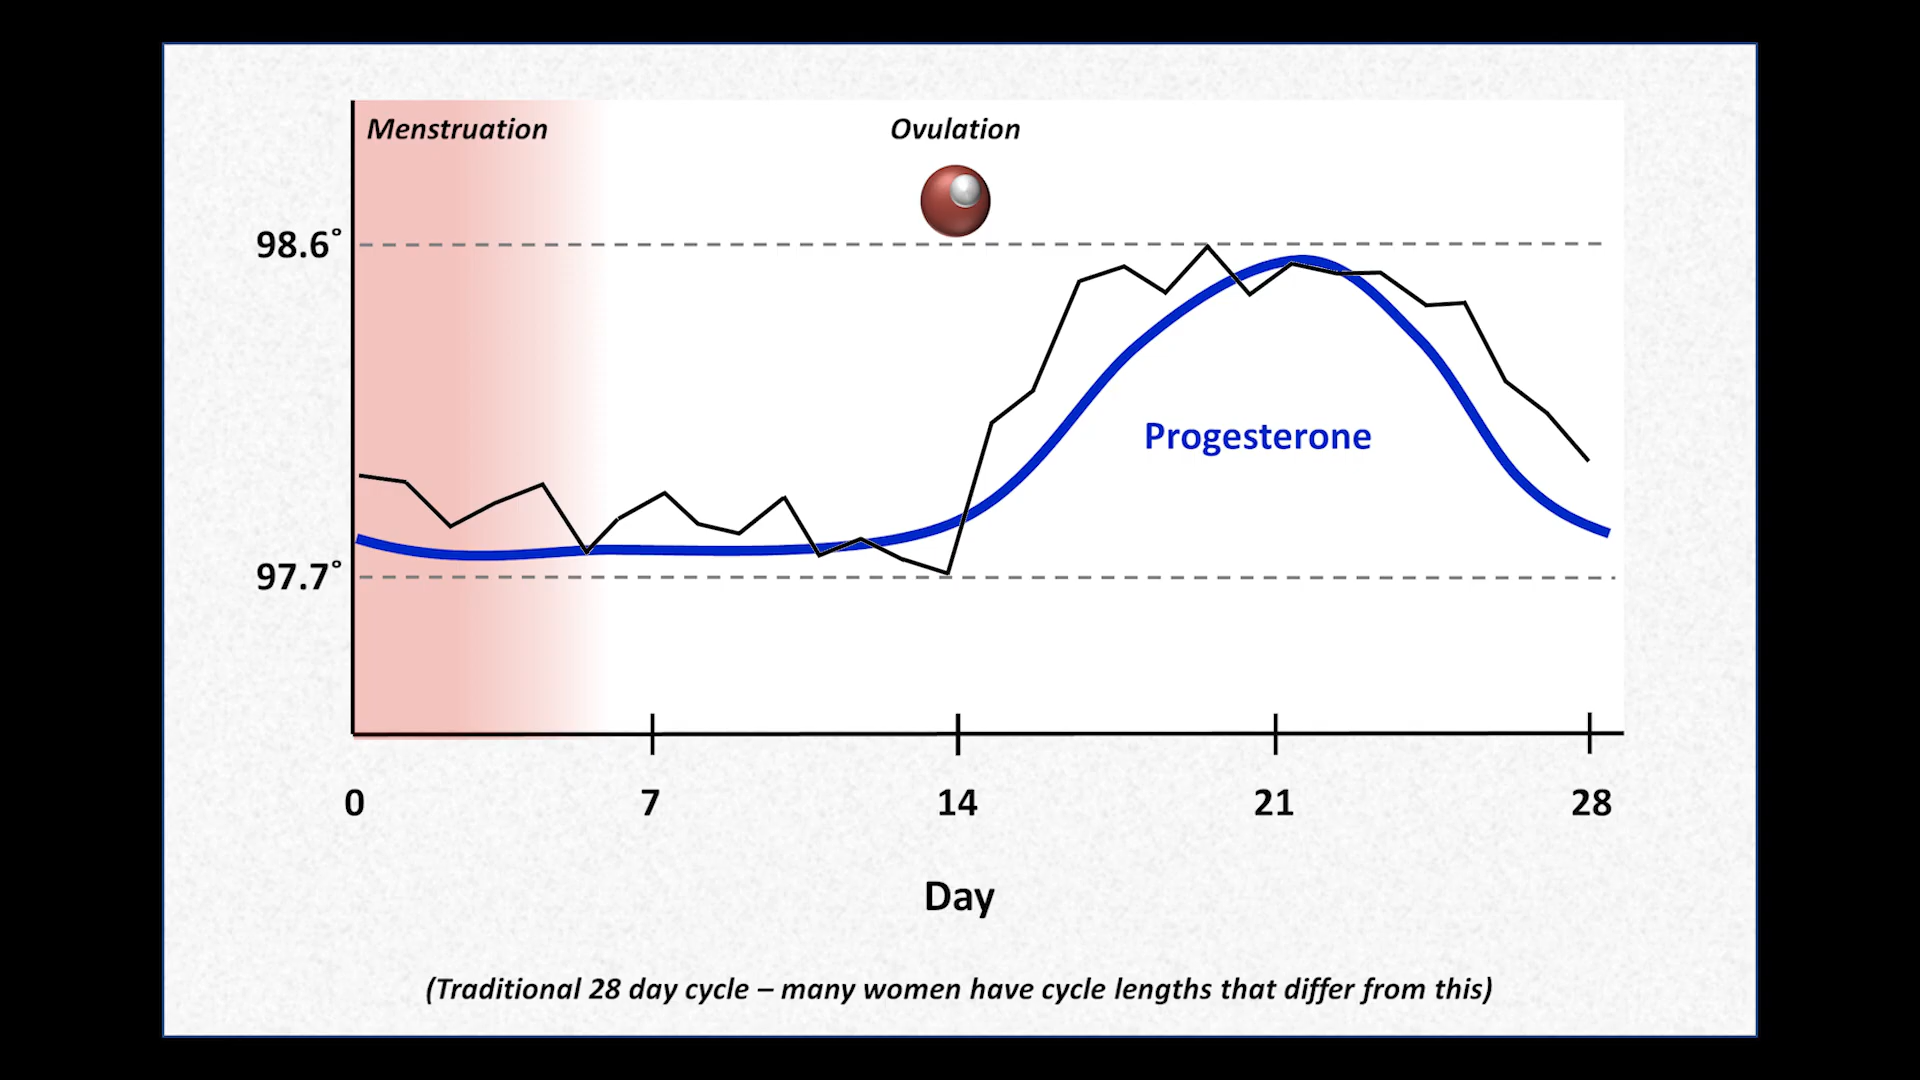 Menstruation
Ovulation
98.6°
97.7°
Progesterone
0 7 14 21 28
Day
(Traditional 28 day cycle – many women have cycle lengths that differ from this)